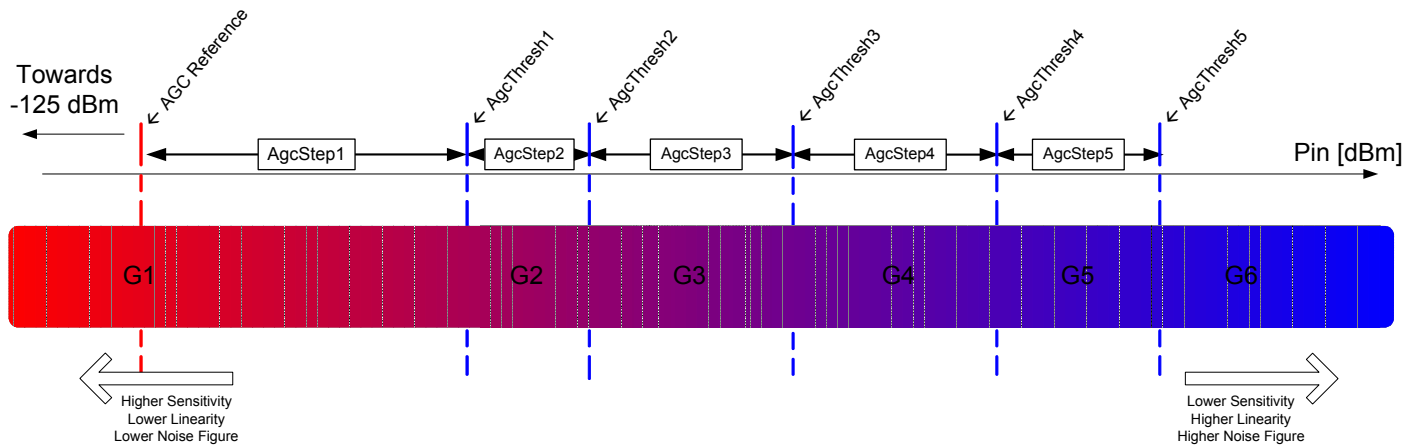 Towards
-125 dBm
← AGC Reference
← AgcThresh1
← AgcThresh2
← AgcThresh3
← AgcThresh4
← AgcThresh5
AgcStep1
AgcStep2
AgcStep3
AgcStep4
AgcStep5
Pin [dBm]
G1
G2
G3
G4
G5
G6
Higher Sensitivity
Lower Linearity
Lower Noise Figure
Lower Sensitivity
Higher Linearity
Higher Noise Figure